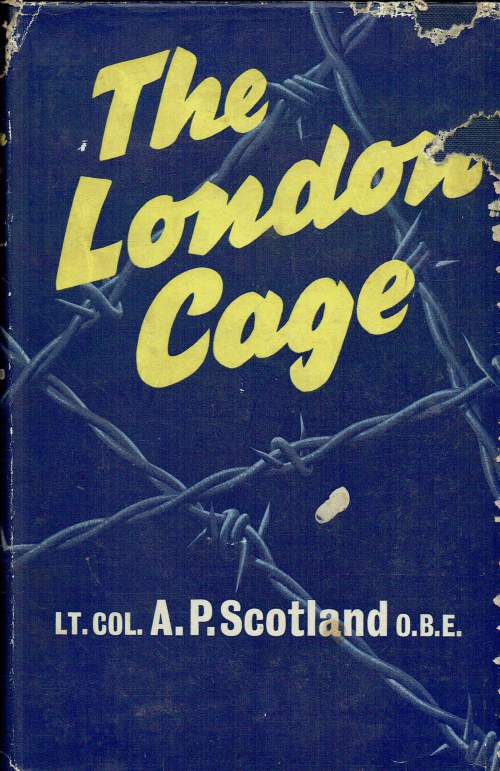 The
London
Cage
LT. COL. A.P. Scotland O.B.E.